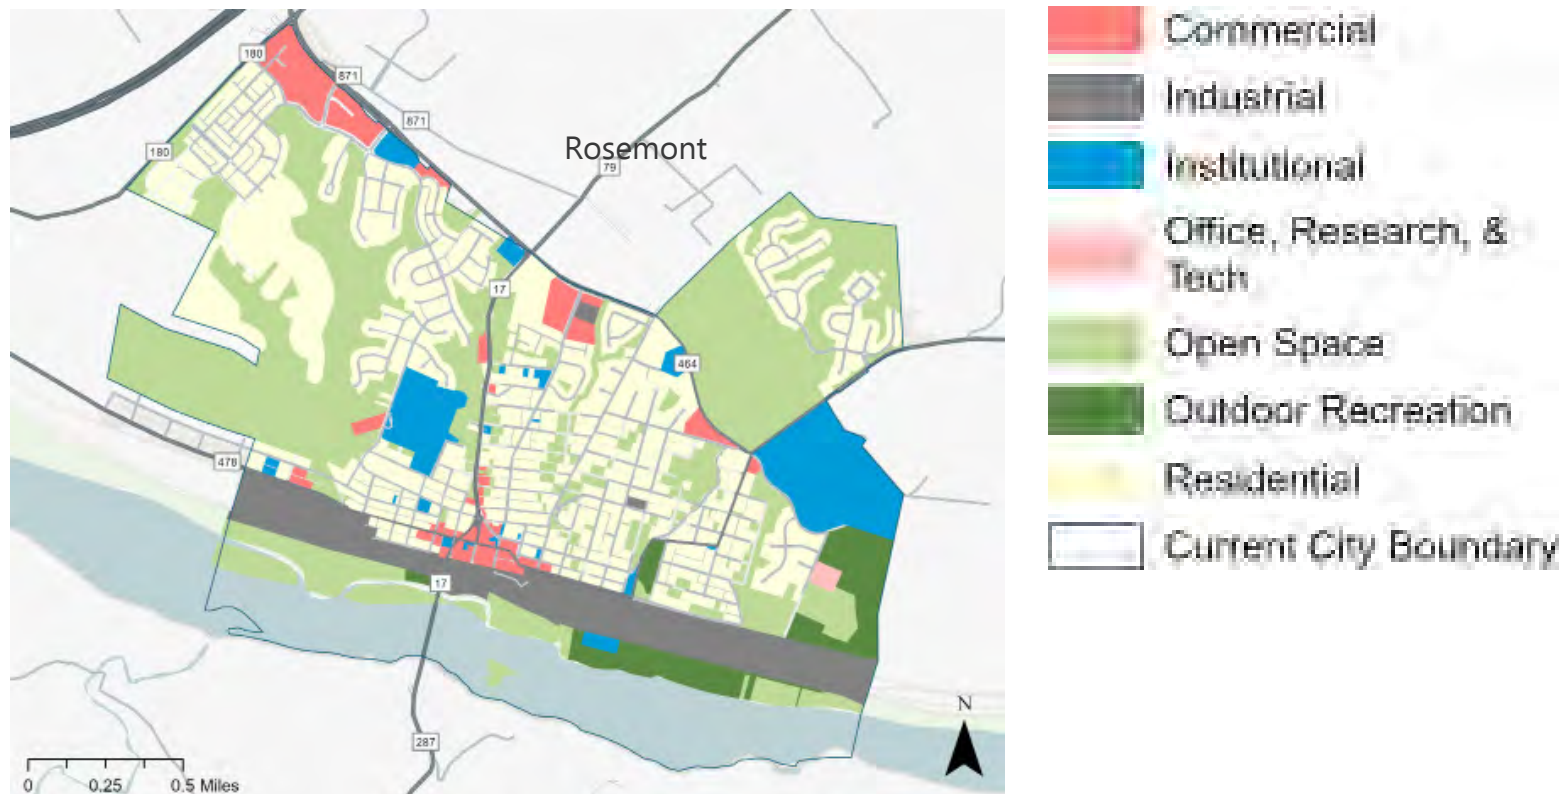 180
871
871
Rosemont
180
79
17
464
478
17
287
N
0 0.25 0.5 Miles
Commercial
Industrial
Institutional
Office, Research, &
Tech
Open Space
Outdoor Recreation
Residential
Current City Boundary